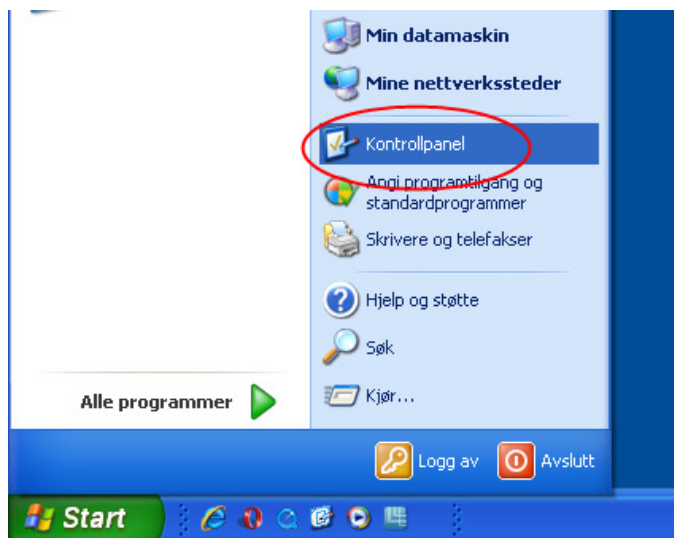 Min datamaskin
Mine nettverkssteder
Kontrollpanel
Angi programtilgang og
standardprogrammer
Skrivere og telefakser
Hjelp og støtte
Søk
Kjør...
Alle programmer
Logg av
Avslutt
Start